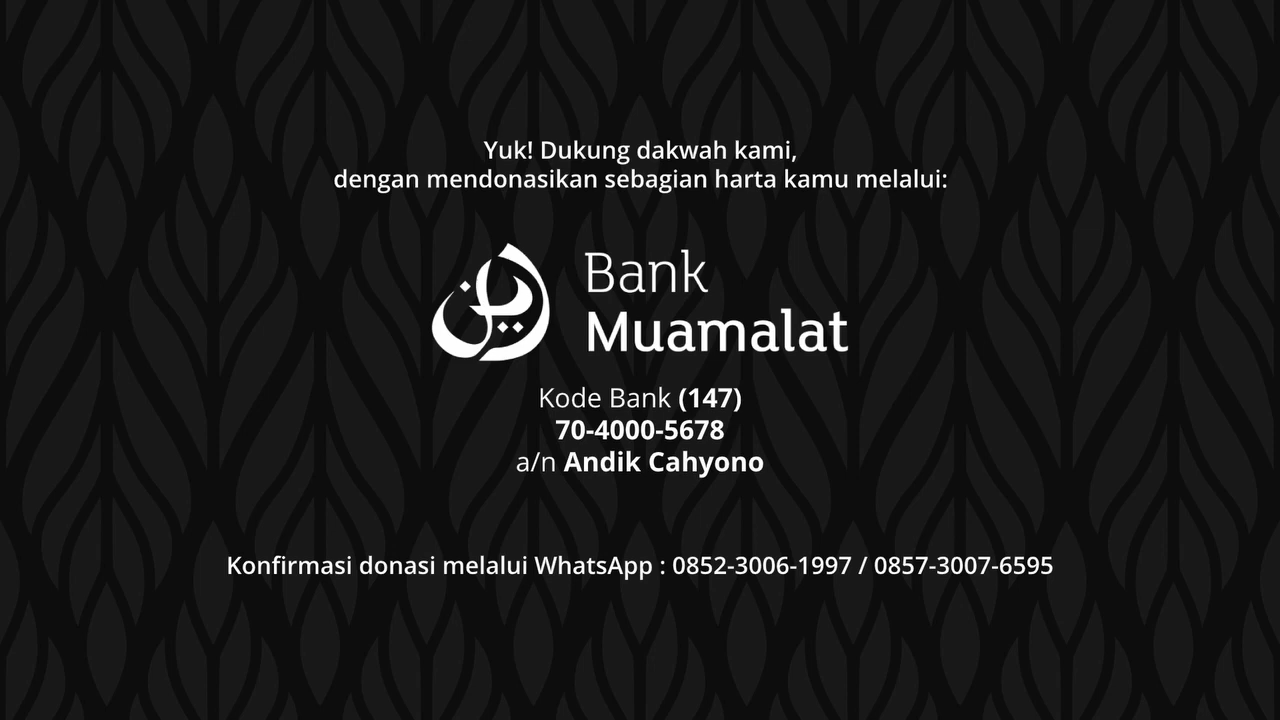 Yuk! Dukung dakwah kami,
dengan mendonasikan sebagian harta kamu melalui:
Bank
Muamalat
Kode Bank (147)
70-4000-5678
a/n Andik Cahyono
Konfirmasi donasi melalui WhatsApp : 0852-3006-1997 / 0857-3007-6595